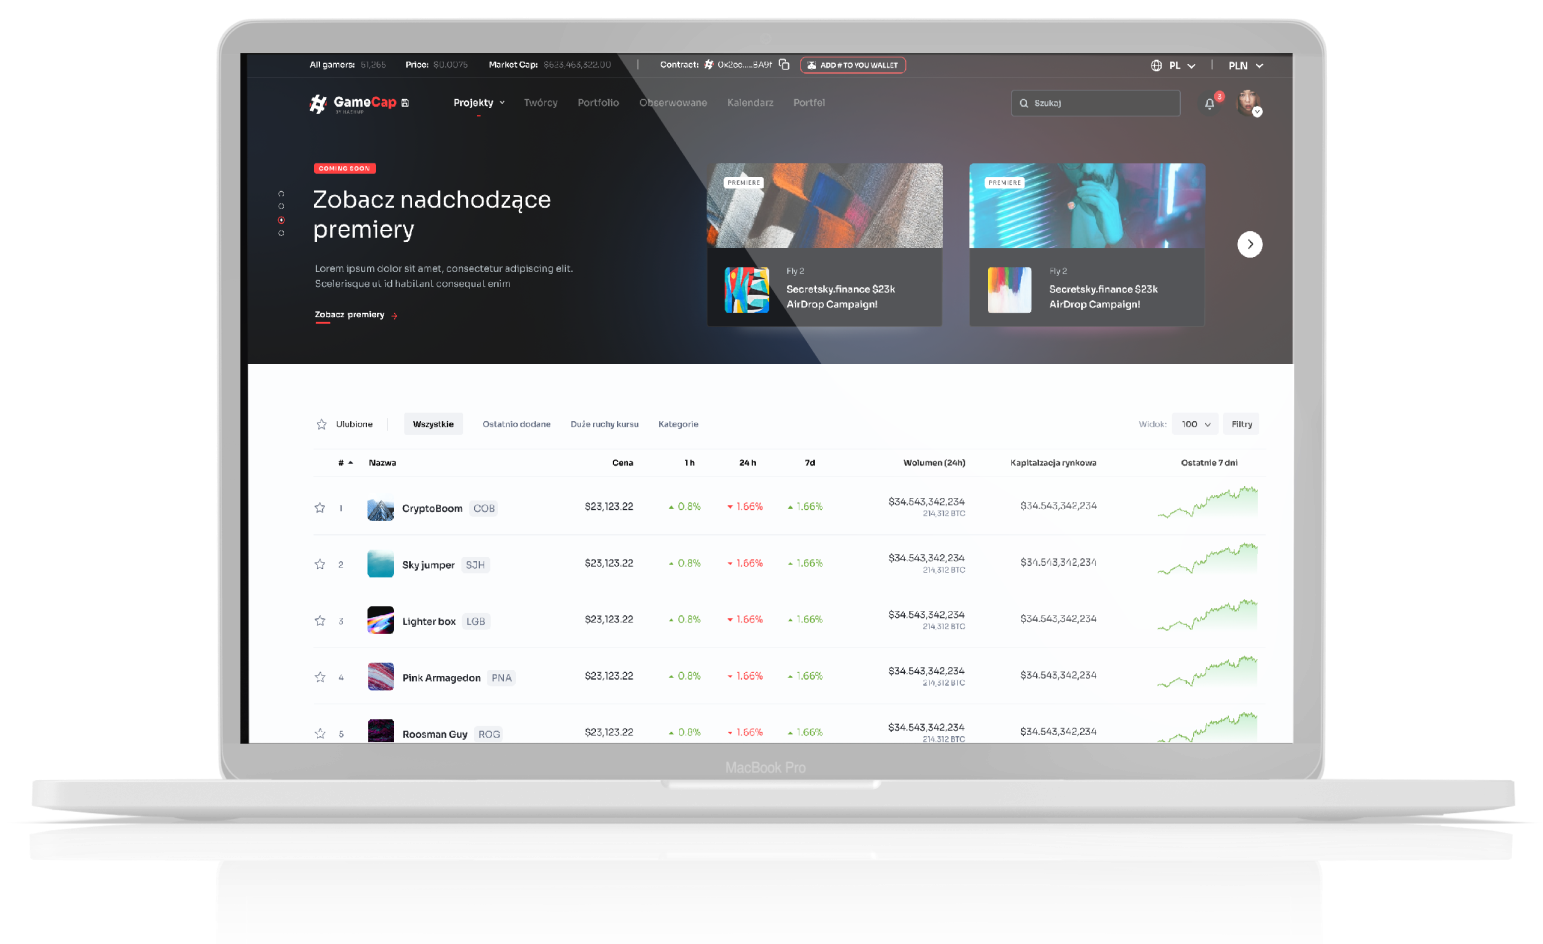 All gamers: 51,265 Price: $0.0075 Market Cap: $623,463,322.00 Contract: 0x2cc.....8A9f ADD # TO YOU WALLET PL PLN
GameCap Projekty Twórcy Portfolio Obserwowane Kalendarz Portfel Szukaj 3
COMING SOON
Zobacz nadchodzące
premiery
Lorem ipsum dolor sit amet, consectetur adipiscing elit.
Scelerisque ut id habitant consequat enim
Zobacz premiery
PREMIERE
Fly 2
Secretsky.finance $23k
AirDrop Campaign!
PREMIERE
Fly 2
Secretsky.finance $23k
AirDrop Campaign!
Ulubione Wszystkie Ostatnio dodane Duże ruchy kursu Kategorie Widok: 100 Filtry
# Nazwa Cena 1 h 24 h 7d Wolumen (24h) Kapitalzacja rynkowa Ostatnie 7 dni
1 CryptoBoom COB $23,123.22 0.8% 1.66% 1.66% $34.543,342,234 $34.543,342,234
214,312 BTC
2 Sky jumper SJH $23,123.22 0.8% 1.66% 1.66% $34.543,342,234 $34.543,342,234
214,312 BTC
3 Lighter box LGB $23,123.22 0.8% 1.66% 1.66% $34.543,342,234 $34.543,342,234
214,312 BTC
4 Pink Armagedon PNA $23,123.22 0.8% 1.66% 1.66% $34.543,342,234 $34.543,342,234
214,312 BTC
5 Roosman Guy ROG $23,123.22 0.8% 1.66% 1.66% $34.543,342,234 $34.543,342,234
214,312 BTC
MacBook Pro